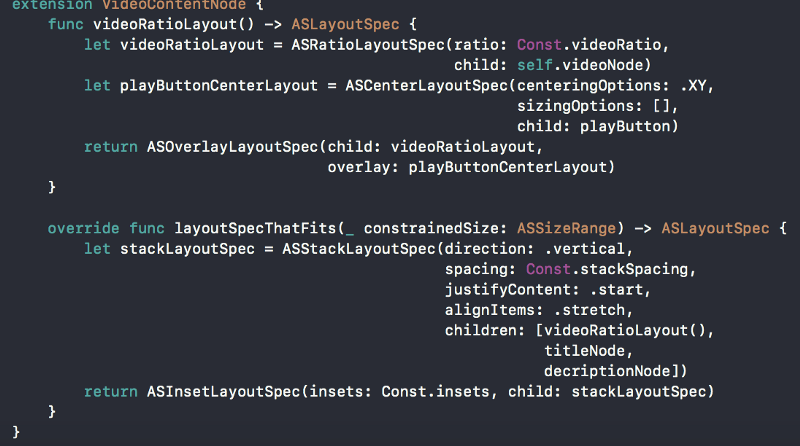 extension VideoContentNode {
    func videoRatioLayout() -> ASLayoutSpec {
        let videoRatioLayout = ASRatioLayoutSpec(ratio: Const.videoRatio,
                                                 child: self.videoNode)
        let playButtonCenterLayout = ASCenterLayoutSpec(centeringOptions: .XY,
                                                        sizingOptions: [],
                                                        child: playButton)
        return ASOverlayLayoutSpec(child: videoRatioLayout,
                                   overlay: playButtonCenterLayout)
    }

    override func layoutSpecThatFits(_ constrainedSize: ASSizeRange) -> ASLayoutSpec {
        let stackLayoutSpec = ASStackLayoutSpec(direction: .vertical,
                                                spacing: Const.stackSpacing,
                                                justifyContent: .start,
                                                alignItems: .stretch,
                                                children: [videoRatioLayout(),
                                                           titleNode,
                                                           decriptionNode])
        return ASInsetLayoutSpec(insets: Const.insets, child: stackLayoutSpec)
    }
}